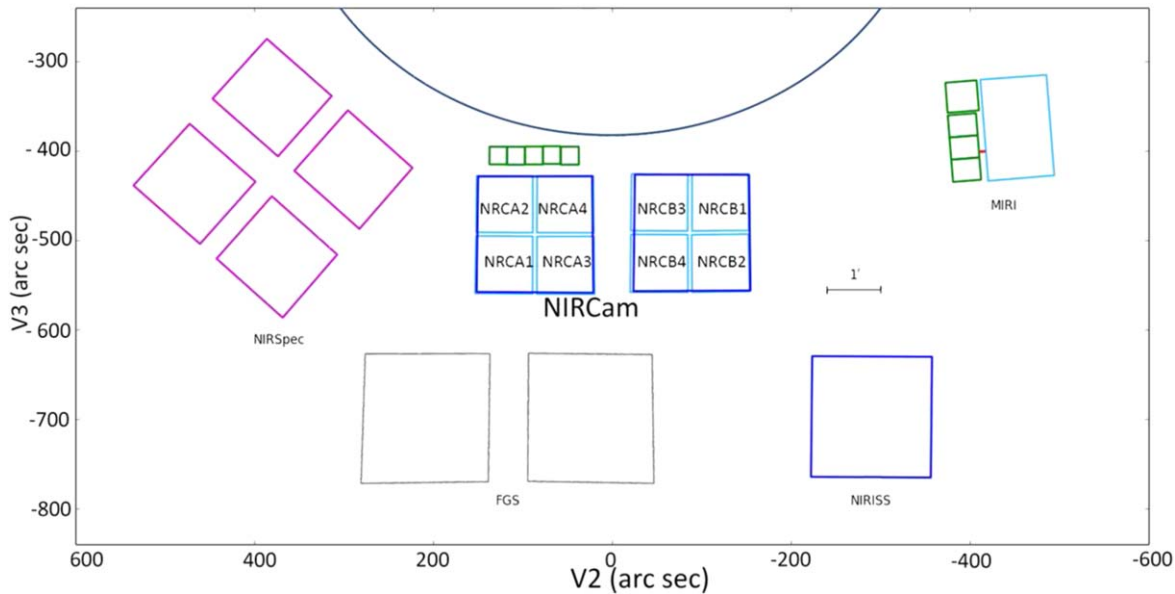 -300
-400
-500
-600
-700
-800
V3 (arc sec)
NRCA2 NRCA4 NRCB3 NRCB1
NRCA1 NRCA3 NRCB4 NRCB2
NIRCam
MIRI
1'
NIRSpec
FGS
NIRISS
600 400 200 0 -200 -400 -600
V2 (arc sec)